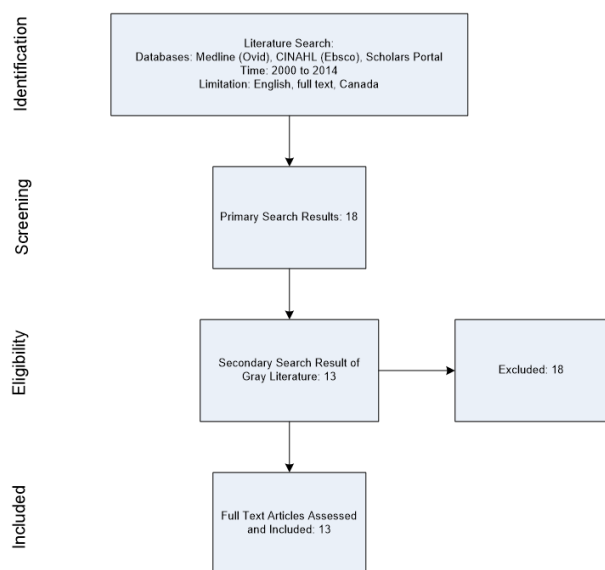 Identification
Literature Search:
Databases: Medline (Ovid), CINAHL (Ebsco), Scholars Portal
Time: 2000 to 2014
Limitation: English, full text, Canada
Screening
Primary Search Results: 18
Eligibility
Secondary Search Result of
Gray Literature: 13
Excluded: 18
Included
Full Text Articles Assessed
and Included: 13